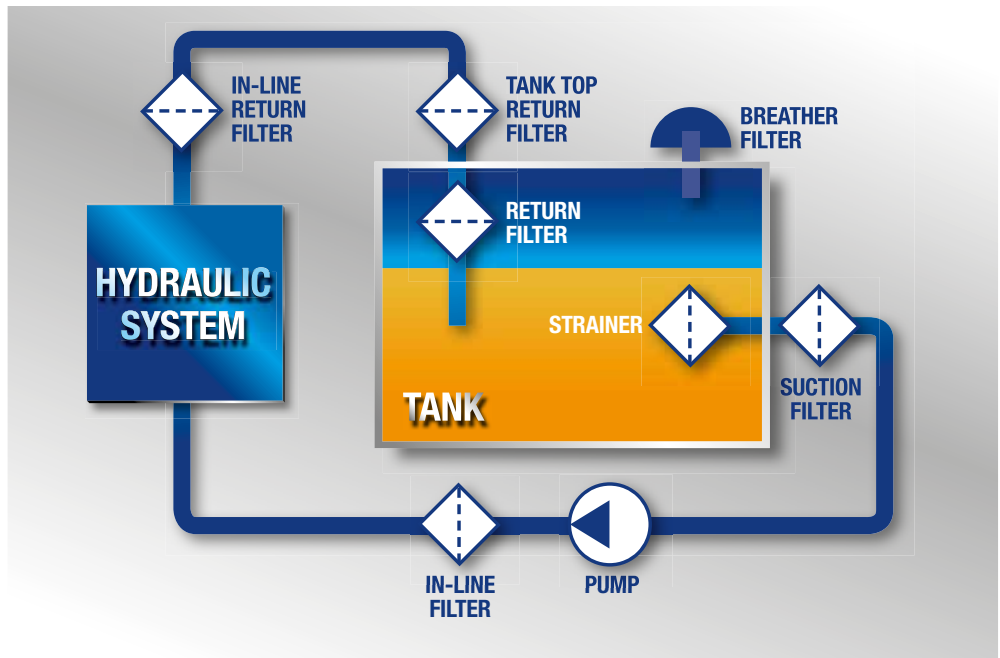 IN-LINE
RETURN
FILTER
TANK TOP
RETURN
FILTER
BREATHER
FILTER
RETURN
FILTER
HYDRAULIC
SYSTEM
STRAINER
SUCTION
FILTER
TANK
IN-LINE
FILTER
PUMP